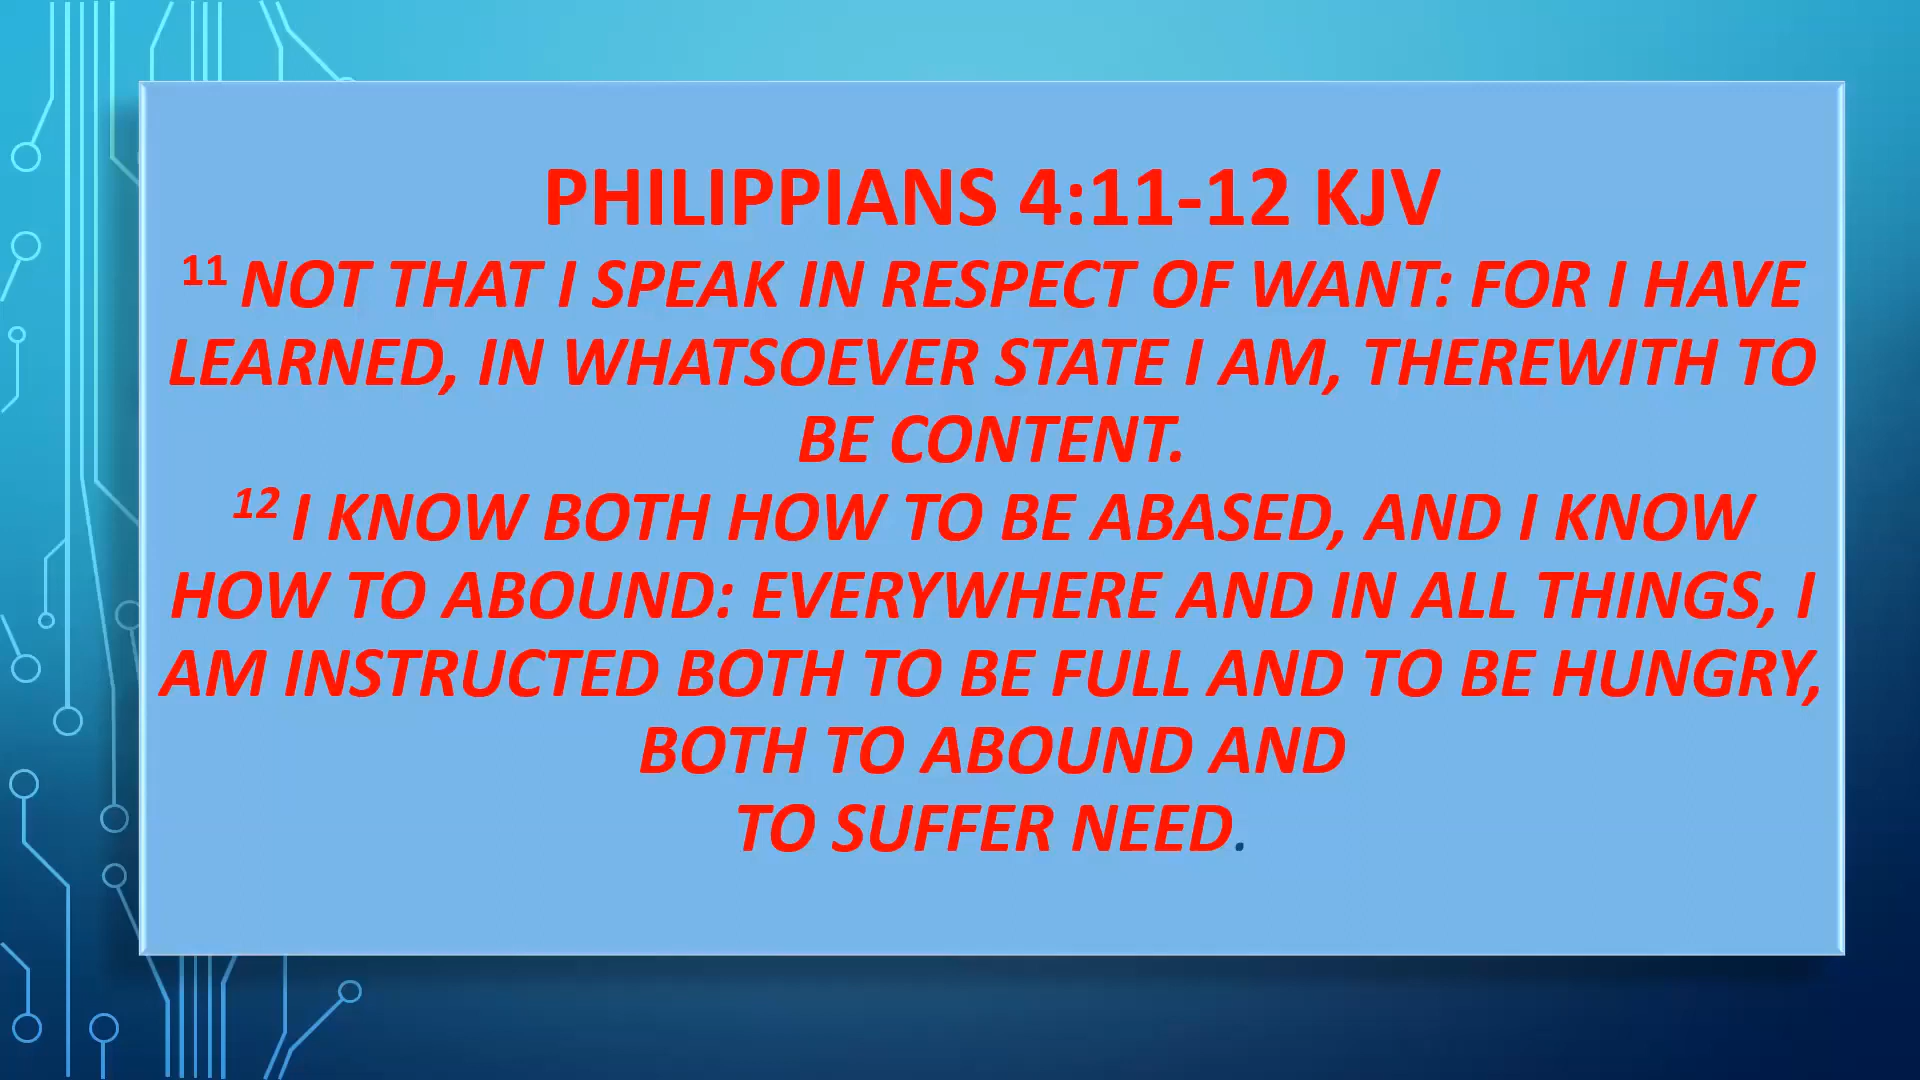 PHILIPPIANS 4:11-12 KJV
11 NOT THAT I SPEAK IN RESPECT OF WANT: FOR I HAVE
LEARNED, IN WHATSOEVER STATE I AM, THEREWITH TO
BE CONTENT.
12 I KNOW BOTH HOW TO BE ABASED, AND I KNOW
HOW TO ABOUND: EVERYWHERE AND IN ALL THINGS, I
AM INSTRUCTED BOTH TO BE FULL AND TO BE HUNGRY,
BOTH TO ABOUND AND
TO SUFFER NEED.